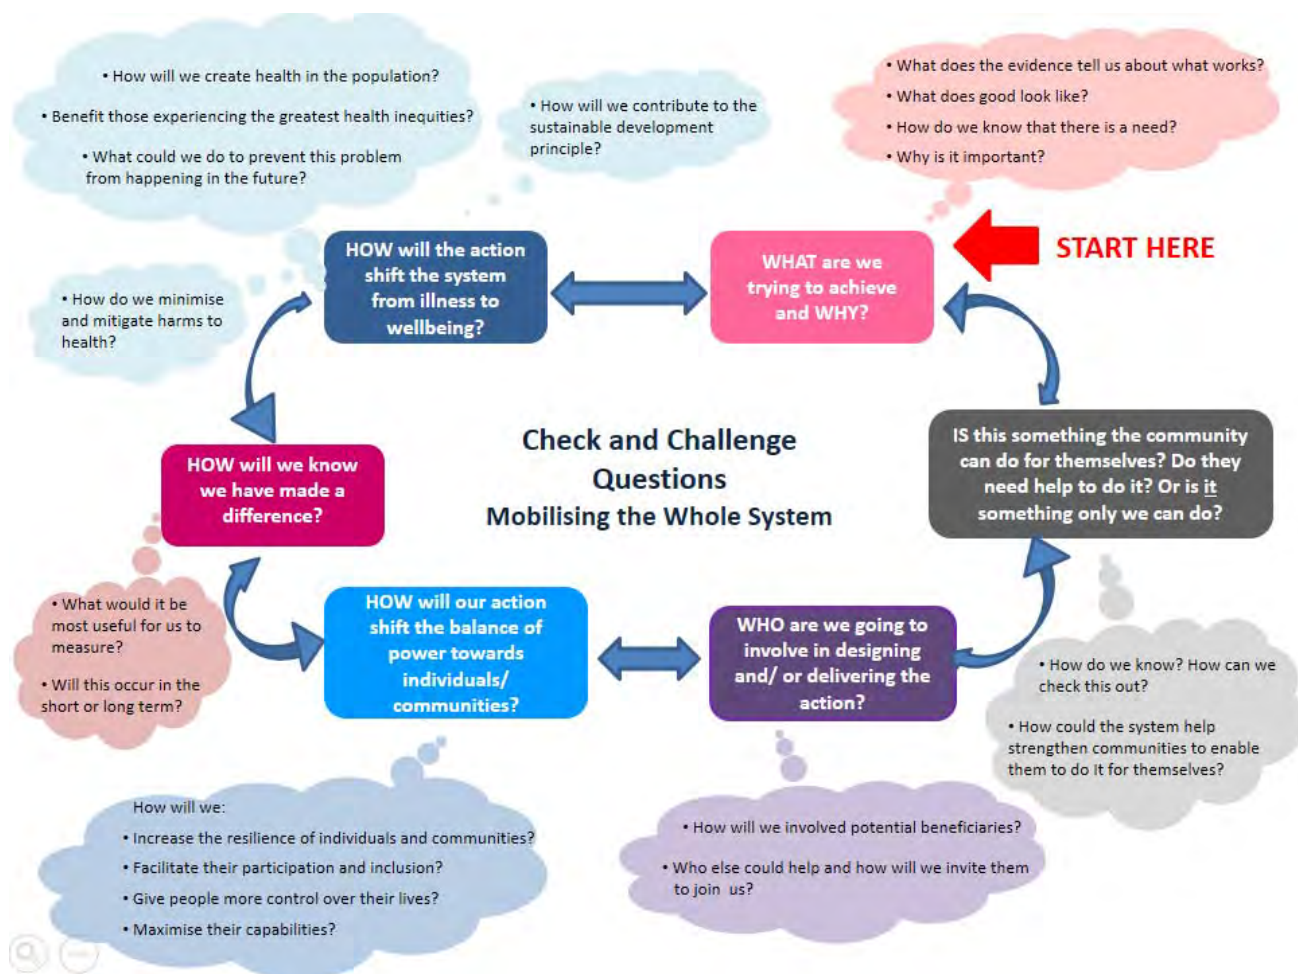 • How will we create health in the population?
• Benefit those experiencing the greatest health inequities?
• What could we do to prevent this problem
from happening in the future?
• How will we contribute to the
sustainable development
principle?
• What does the evidence tell us about what works?
• What does good look like?
• How do we know that there is a need?
• Why is it important?
START HERE
HOW will the action
shift the system
from illness to
wellbeing?
WHAT are we
trying to achieve
and WHY?
• How do we minimise
and mitigate harms to
health?
Check and Challenge
Questions
Mobilising the Whole System
IS this something the community
can do for themselves? Do they
need help to do it? Or is it
something only we can do?
HOW will we know
we have made a
difference?
• What would it be
most useful for us to
measure?
• Will this occur in the
short or long term?
HOW will our action
shift the balance of
power towards
individuals/
communities?
WHO are we going to
involve in designing
and/ or delivering the
action?
• How do we know? How can we
check this out?
• How could the system help
strengthen communities to enable
them to do it for themselves?
How will we:
• Increase the resilience of individuals and communities?
• Facilitate their participation and inclusion?
• Give people more control over their lives?
• Maximise their capabilities?
• How will we involved potential beneficiaries?
• Who else could help and how will we invite them
to join us?